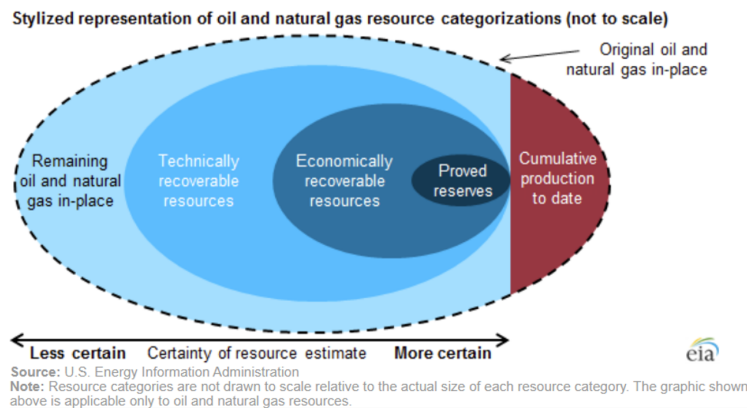 Stylized representation of oil and natural gas resource categorizations (not to scale)
Original oil and
natural gas in-place
Remaining
oil and natural
gas in-place
Technically
recoverable
resources
Economically
recoverable
resources
Proved
reserves
Cumulative
production
to date
Less certain Certainty of resource estimate More certain
eia
Source: U.S. Energy Information Administration
Note: Resource categories are not drawn to scale relative to the actual size of each resource category. The graphic shown
above is applicable only to oil and natural gas resources.